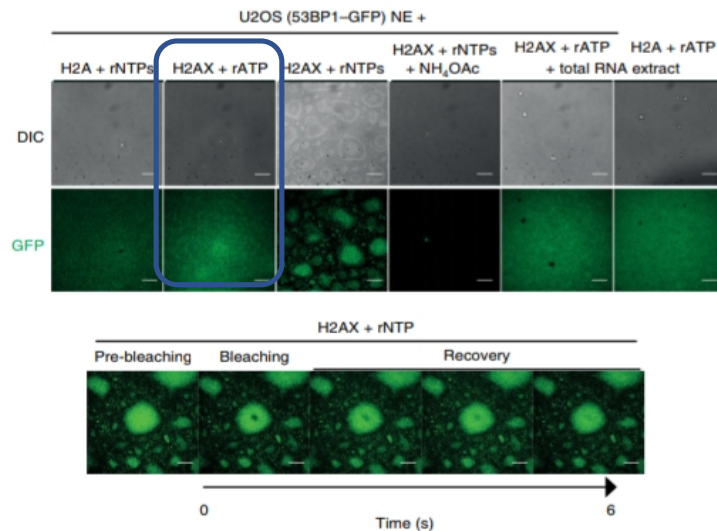 U2OS (53BP1–GFP) NE +
H2A + rNTPs H2AX + rATP H2AX + rNTPs H2AX + rNTPs + NH₄OAc H2AX + rATP H2A + rATP
+ total RNA extract
DIC
GFP
H2AX + rNTP
Pre-bleaching Bleaching Recovery
0 6
Time (s)